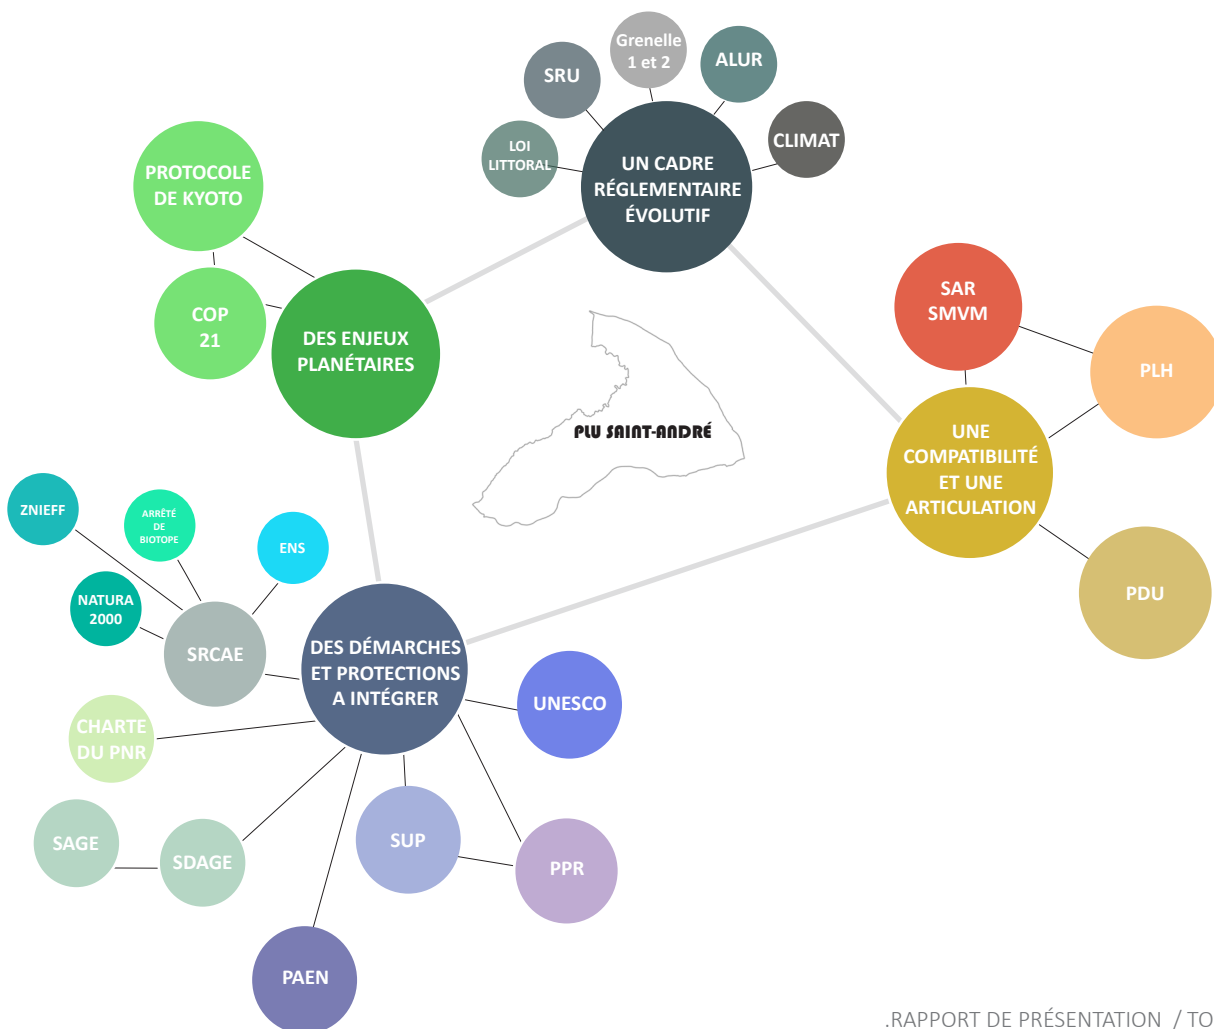 Grenelle
1 et 2
ALUR
SRU
CLIMAT
LOI
LITTORAL
UN CADRE
RÉGLEMENTAIRE
ÉVOLUTIF
PROTOCOLE
DE KYOTO
COP
21
DES ENJEUX
PLANÉTAIRES
SAR
SMVM
PLH
PLU SAINT-ANDRÉ
UNE
COMPATIBILITÉ
ET UNE
ARTICULATION
PDU
ZNIEFF
ARRÊTÉ
DE
BIOTOPE
ENS
NATURA
2000
SRCAE
DES DÉMARCHES
ET PROTECTIONS
A INTÉGRER
UNESCO
CHARTE
DU PNR
SAGE
SDAGE
SUP
PPR
PAEN
.RAPPORT DE PRÉSENTATION / TO